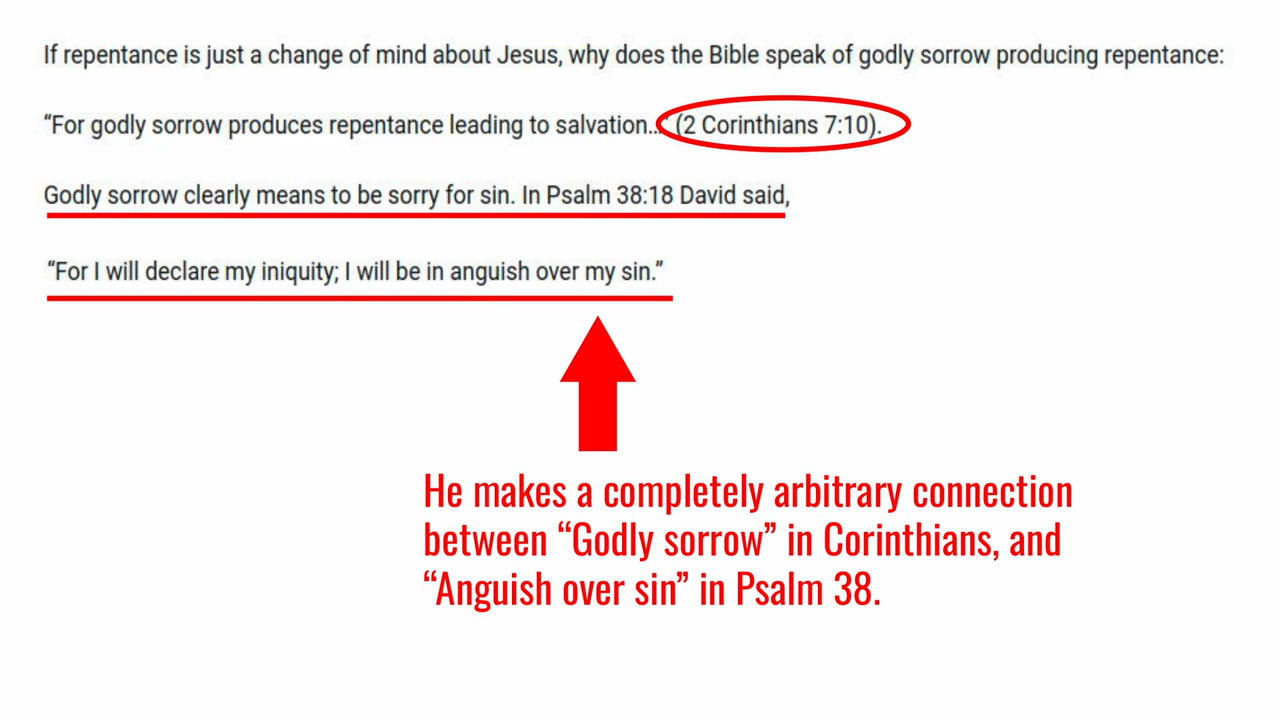 If repentance is just a change of mind about Jesus, why does the Bible speak of godly sorrow producing repentance:
“For godly sorrow produces repentance leading to salvation...” (2 Corinthians 7:10).
Godly sorrow clearly means to be sorry for sin. In Psalm 38:18 David said,
“For I will declare my iniquity; I will be in anguish over my sin.”
He makes a completely arbitrary connection
between “Godly sorrow” in Corinthians, and
“Anguish over sin” in Psalm 38.